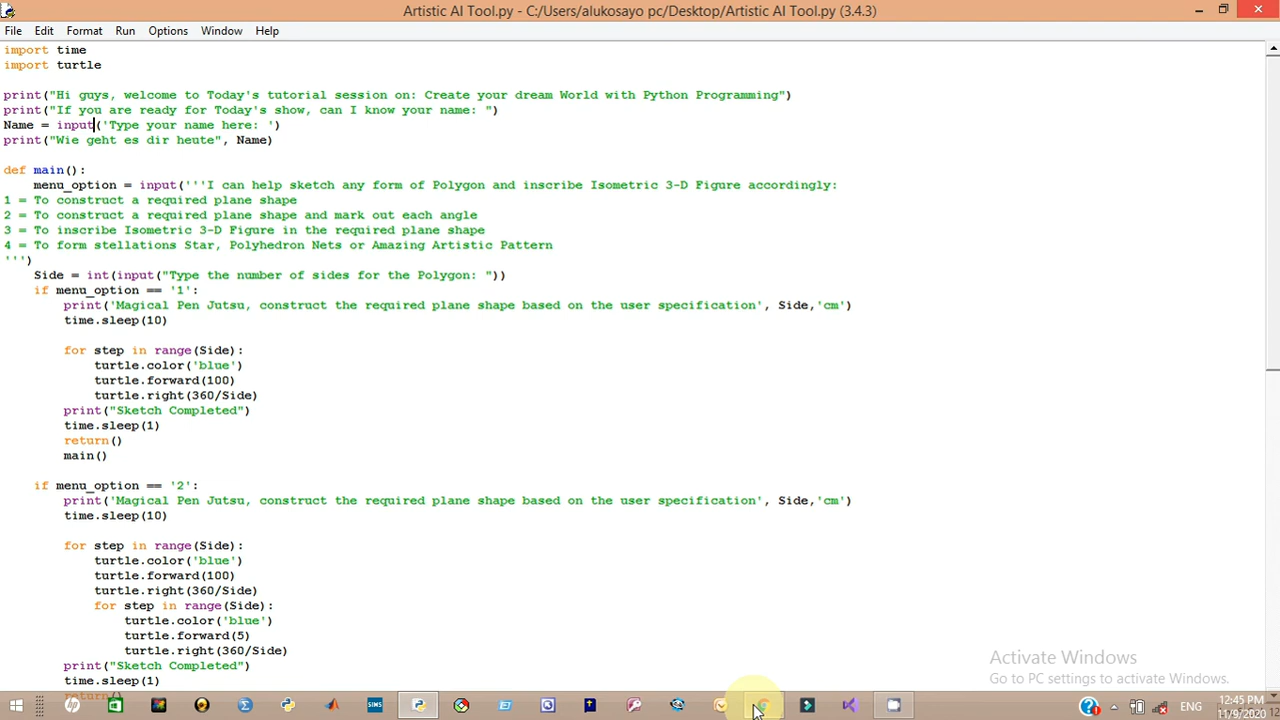 Artistic AI Tool.py - C:/Users/alukosayo pc/Desktop/Artistic AI Tool.py (3.4.3)
File Edit Format Run Options Window Help
import time
import turtle
print("Hi guys, welcome to Today's tutorial session on: Create your dream World with Python Programming")
print("If you are ready for Today's show, can I know your name: ")
Name = input('Type your name here: ')
print("Wie geht es dir heute", Name)
def main():
    menu_option = input('''I can help sketch any form of Polygon and inscribe Isometric 3-D Figure accordingly:
1 = To construct a required plane shape
2 = To construct a required plane shape and mark out each angle
3 = To inscribe Isometric 3-D Figure in the required plane shape
4 = To form stellations Star, Polyhedron Nets or Amazing Artistic Pattern
''')
    Side = int(input("Type the number of sides for the Polygon: "))
    if menu_option == '1':
        print('Magical Pen Jutsu, construct the required plane shape based on the user specification', Side,'cm')
        time.sleep(10)
        for step in range(Side):
            turtle.color('blue')
            turtle.forward(100)
            turtle.right(360/Side)
        print("Sketch Completed")
        time.sleep(1)
        return()
        main()
    if menu_option == '2':
        print('Magical Pen Jutsu, construct the required plane shape based on the user specification', Side,'cm')
        time.sleep(10)
        for step in range(Side):
            turtle.color('blue')
            turtle.forward(100)
            turtle.right(360/Side)
            for step in range(Side):
                turtle.color('blue')
                turtle.forward(5)
                turtle.right(360/Side)
        print("Sketch Completed")
        time.sleep(1)
        return()
Activate Windows
Go to PC settings to activate Windows.
SIMS
ENG
12:45 PM
11/9/2020